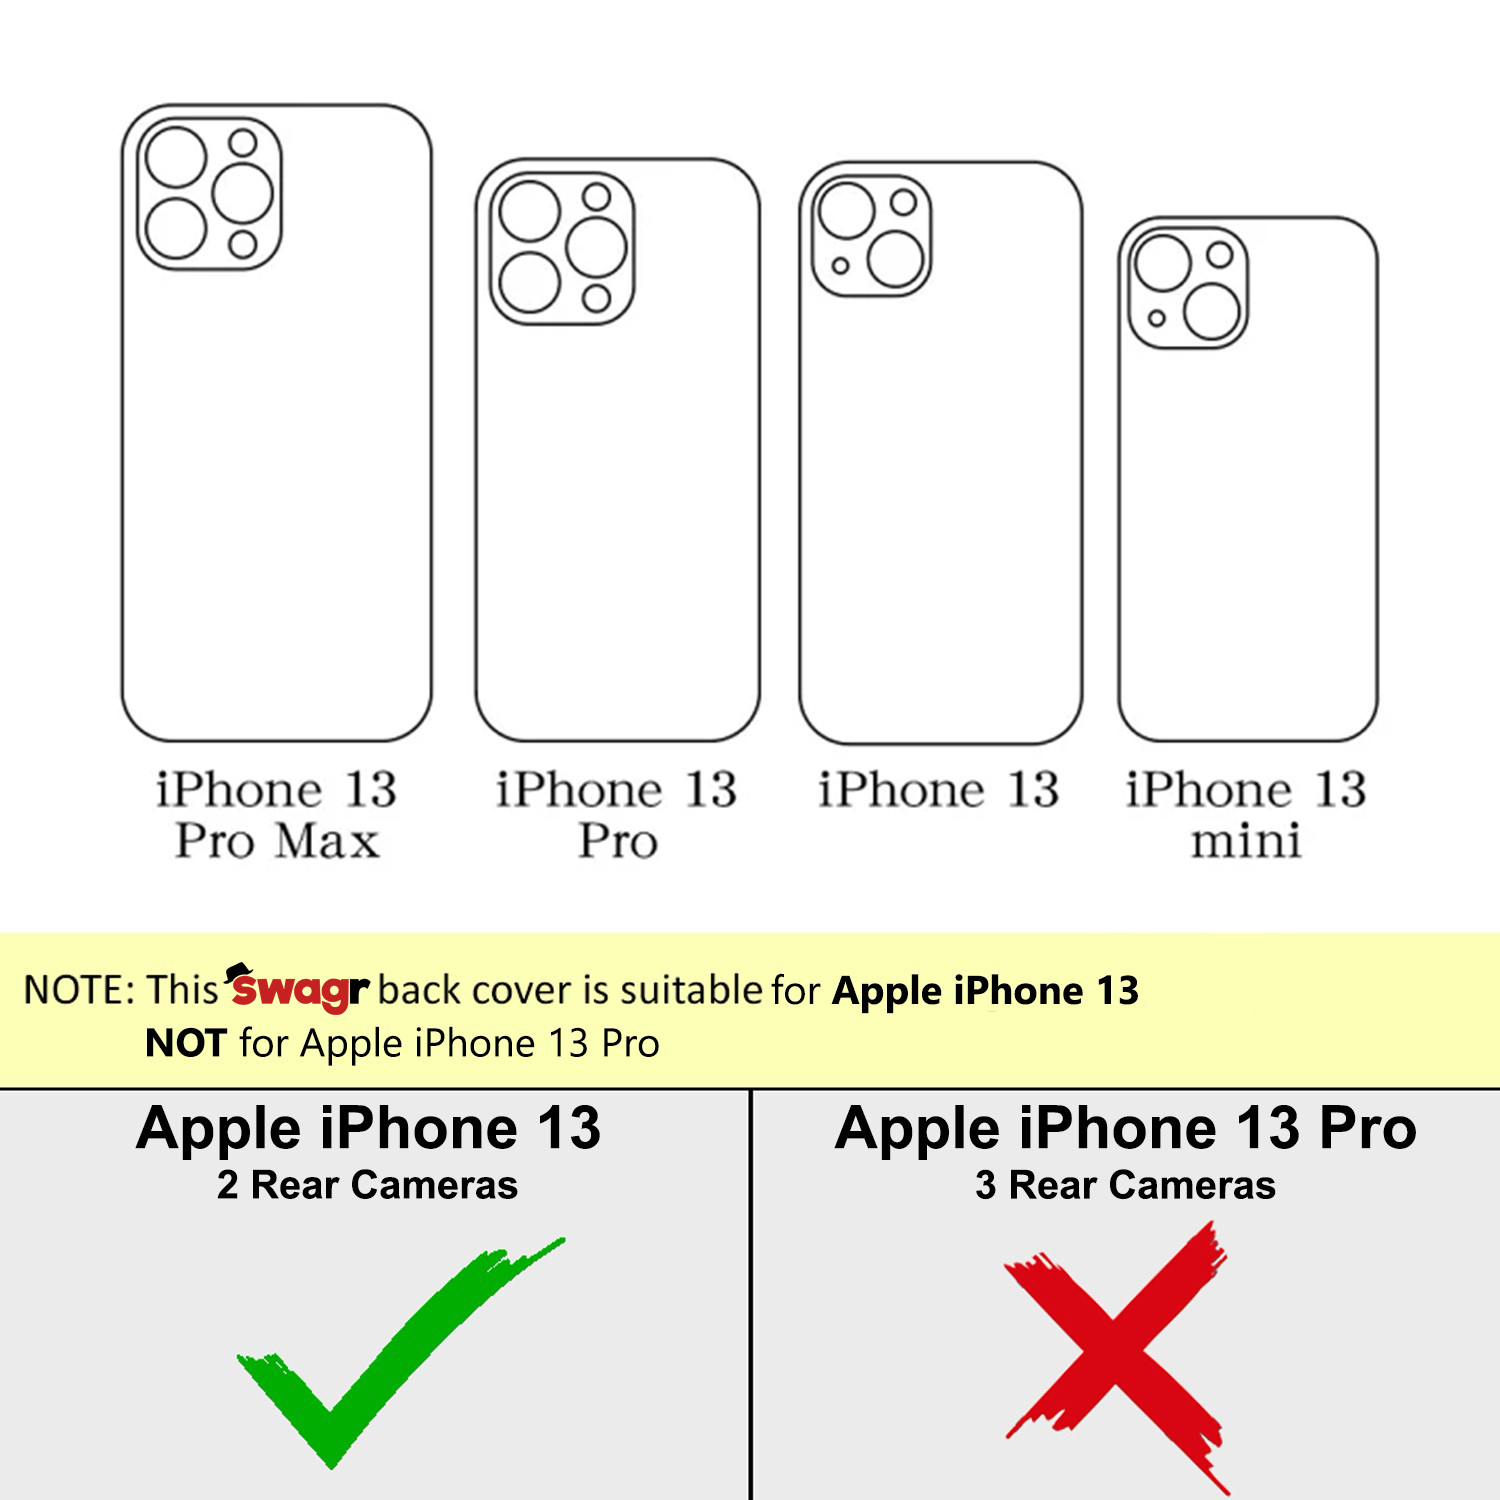 iPhone 13 Pro Max
iPhone 13 Pro
iPhone 13
iPhone 13 mini
NOTE: This swagr back cover is suitable for Apple iPhone 13
NOT for Apple iPhone 13 Pro
Apple iPhone 13
2 Rear Cameras
Apple iPhone 13 Pro
3 Rear Cameras